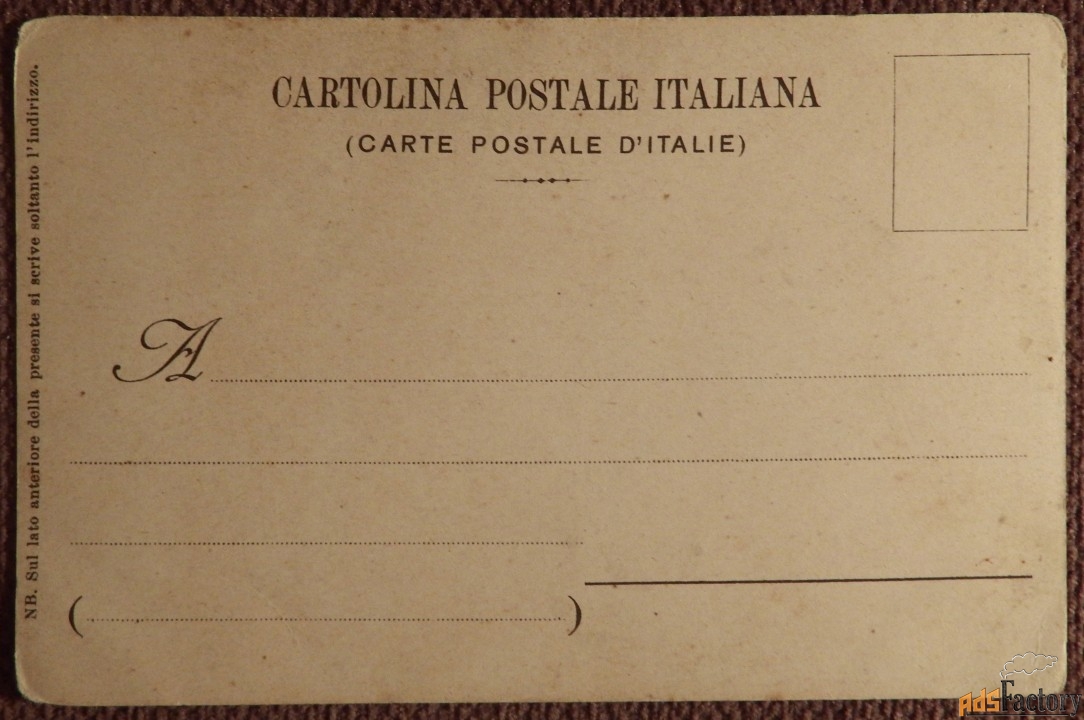 CARTOLINA POSTALE ITALIANA
(CARTE POSTALE D'ITALIE)
A
( )
NB. Sul lato anteriore della presente si scrive soltanto l'indirizzo.
AdsFactory